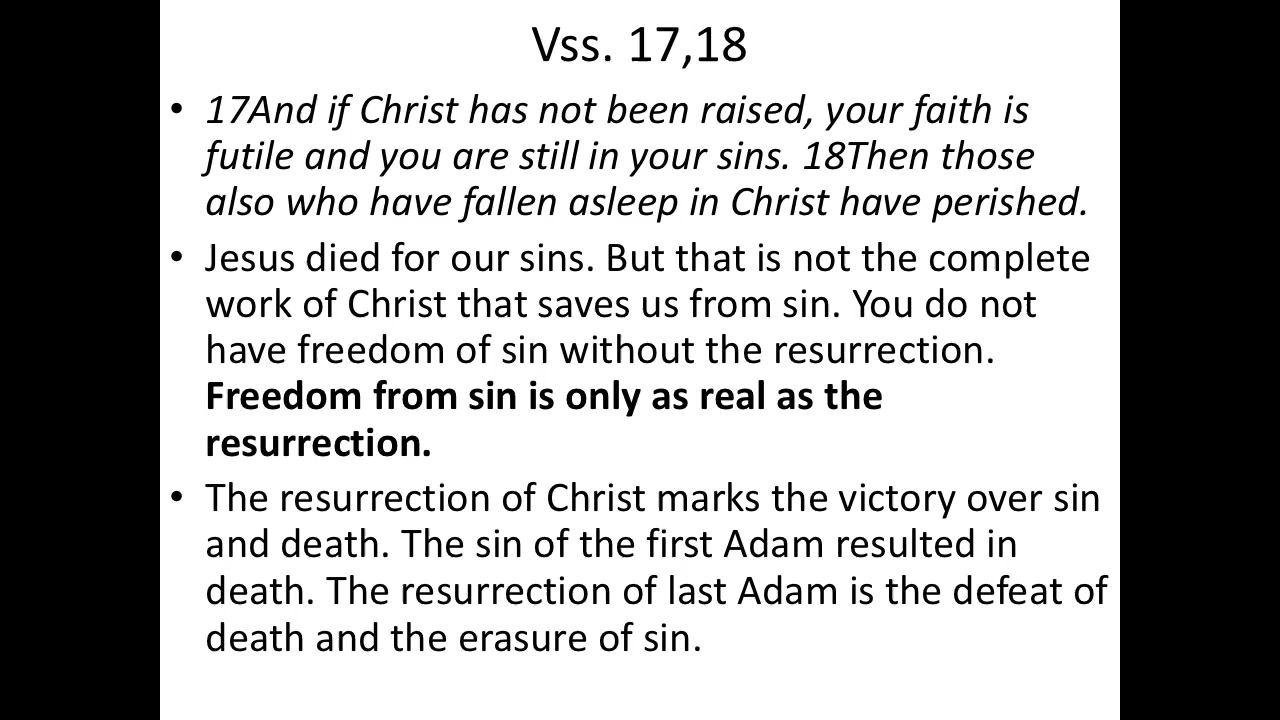 Vss. 17,18
• 17And if Christ has not been raised, your faith is
futile and you are still in your sins. 18Then those
also who have fallen asleep in Christ have perished.
• Jesus died for our sins. But that is not the complete
work of Christ that saves us from sin. You do not
have freedom of sin without the resurrection.
Freedom from sin is only as real as the
resurrection.
• The resurrection of Christ marks the victory over sin
and death. The sin of the first Adam resulted in
death. The resurrection of last Adam is the defeat of
death and the erasure of sin.